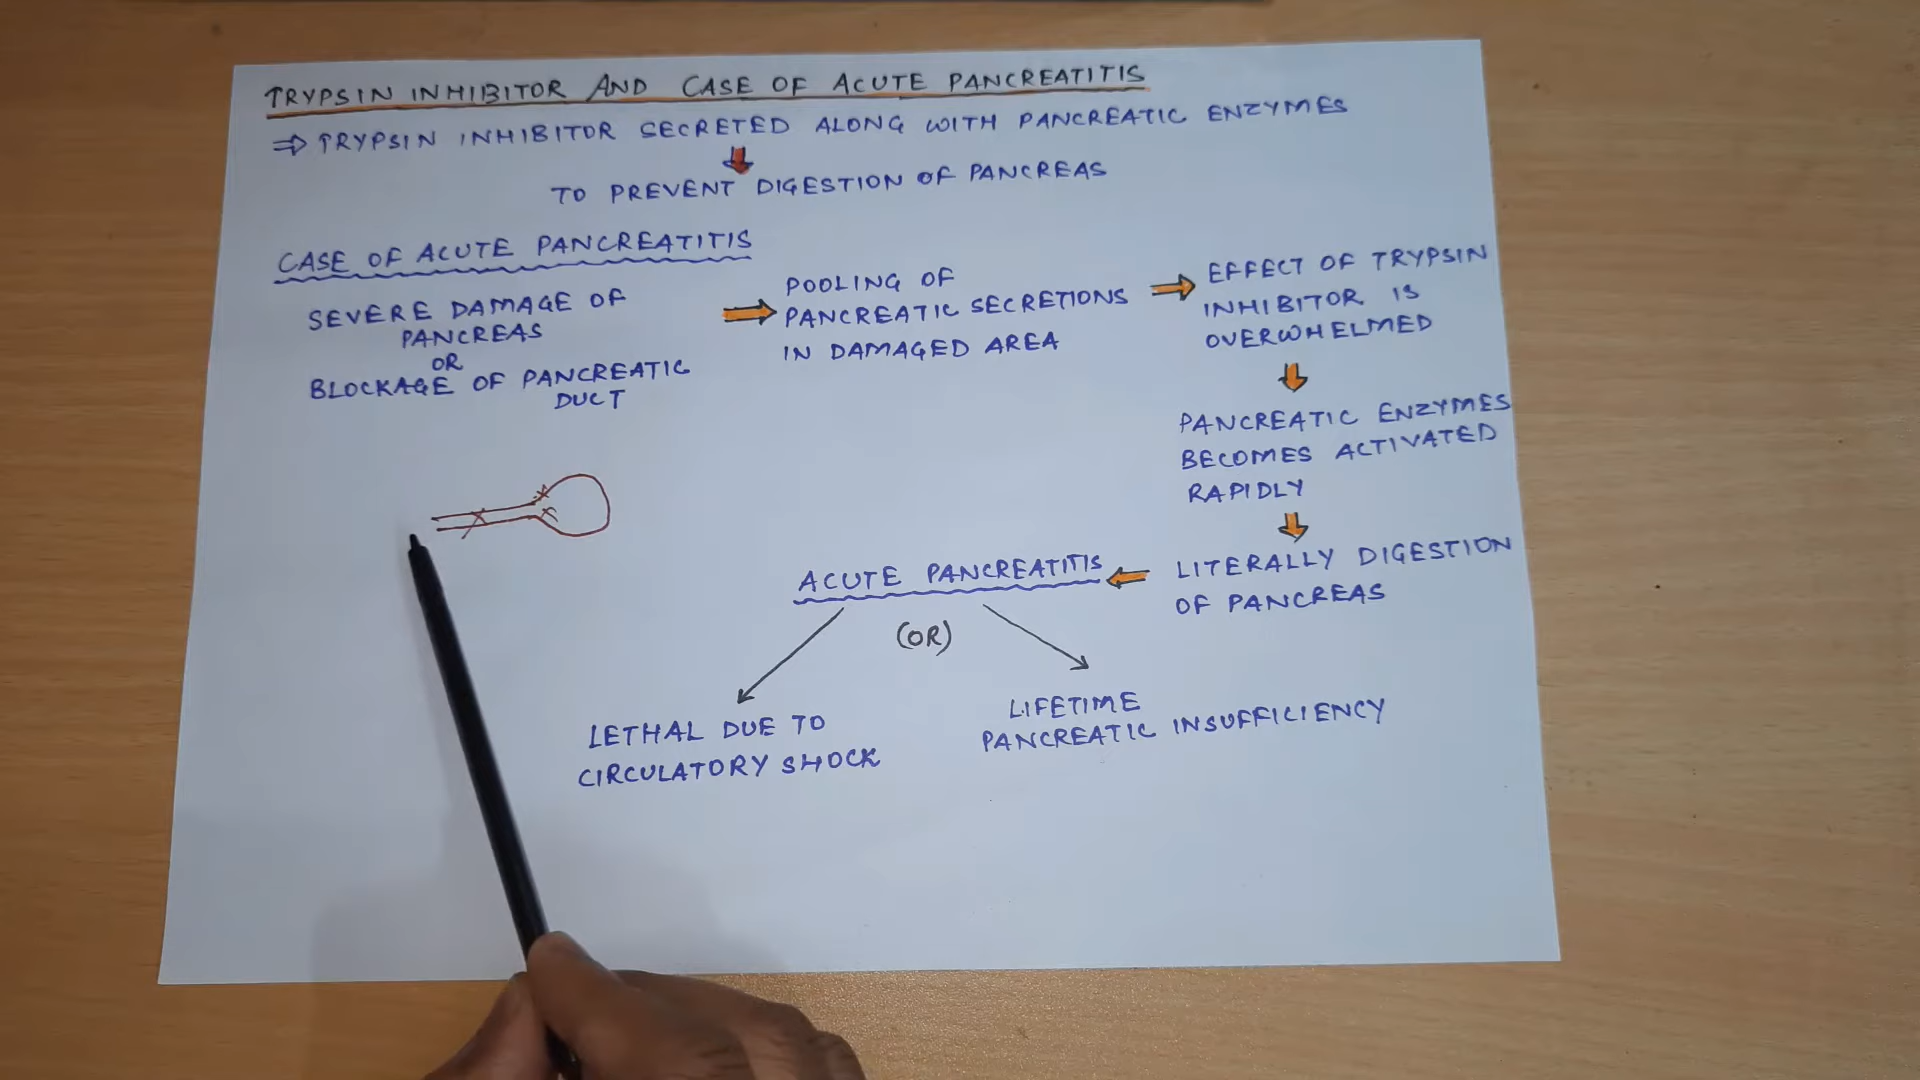 TRYPSIN INHIBITOR AND CASE OF ACUTE PANCREATITIS
⇒ TRYPSIN INHIBITOR SECRETED ALONG WITH PANCREATIC ENZYMES
TO PREVENT DIGESTION OF PANCREAS
CASE OF ACUTE PANCREATITIS
SEVERE DAMAGE OF
PANCREAS
OR
BLOCKAGE OF PANCREATIC
DUCT
POOLING OF
PANCREATIC SECRETIONS
IN DAMAGED AREA
EFFECT OF TRYPSIN
INHIBITOR IS
OVERWHELMED
PANCREATIC ENZYMES
BECOMES ACTIVATED
RAPIDLY
LITERALLY DIGESTION
OF PANCREAS
ACUTE PANCREATITIS
(OR)
LETHAL DUE TO
CIRCULATORY SHOCK
LIFETIME
PANCREATIC INSUFFICIENCY